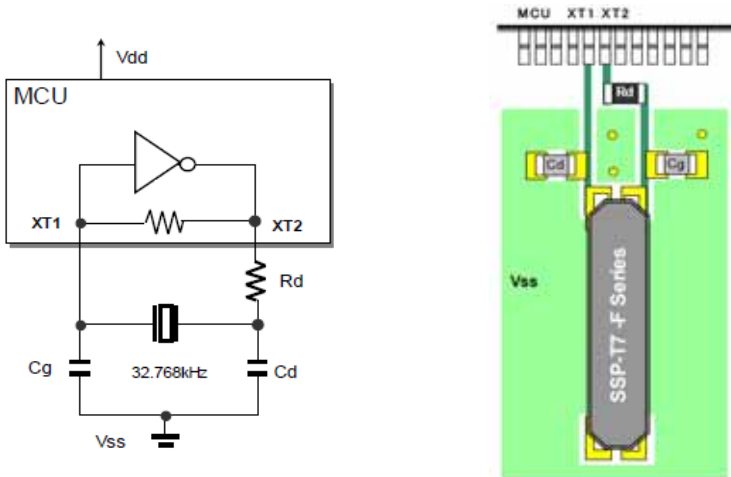 Vdd
MCU
XT1
XT2
Rd
Cg
32.768kHz
Cd
Vss
MCU XT1 XT2
Rd
Cd
Cg
Vss
SSP-T7 -F Series